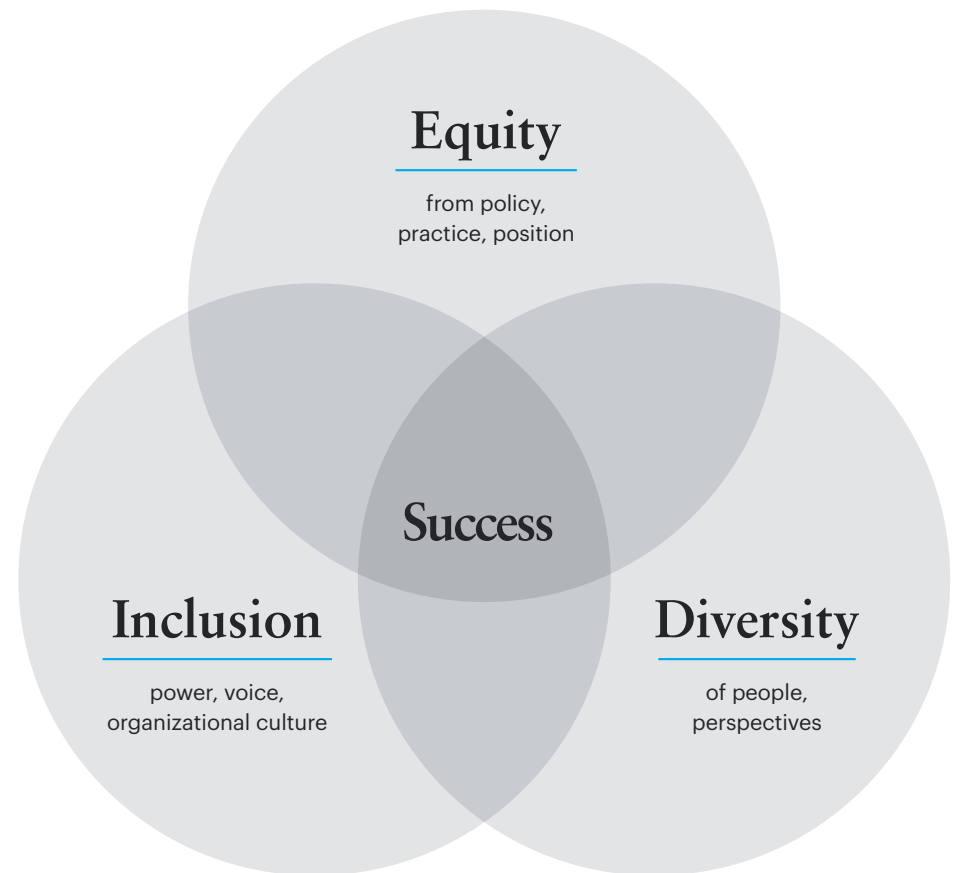 Equity
from policy,
practice, position
Success
Inclusion
power, voice,
organizational culture
Diversity
of people,
perspectives